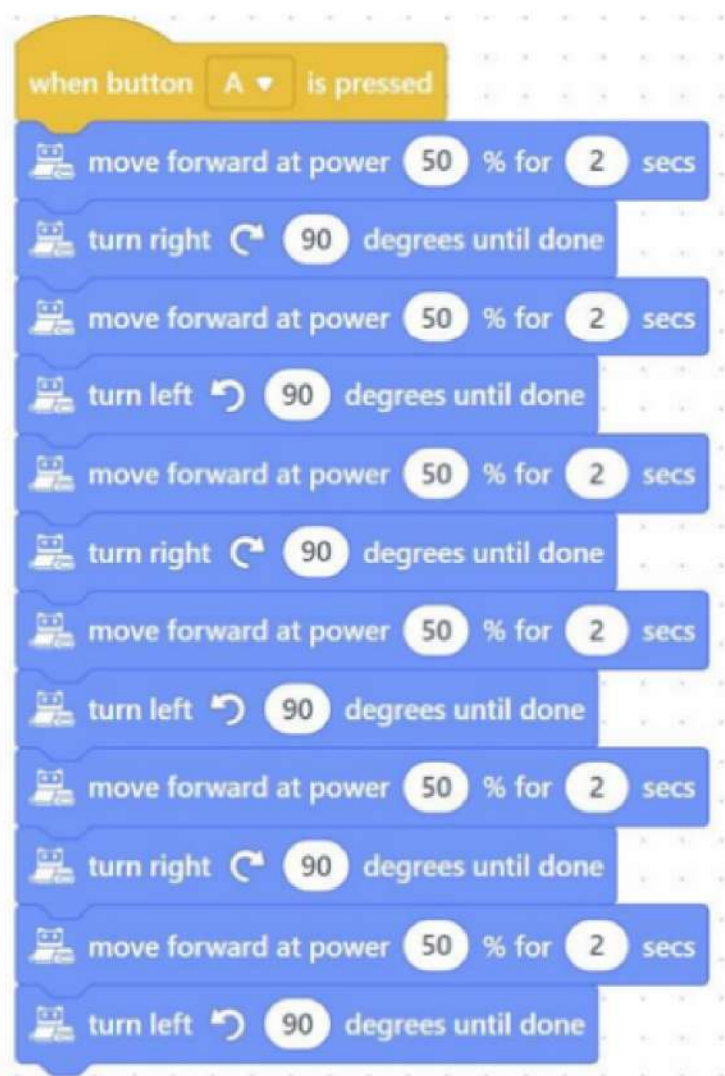 when button A is pressed
move forward at power 50 % for 2 secs
turn right 90 degrees until done
move forward at power 50 % for 2 secs
turn left 90 degrees until done
move forward at power 50 % for 2 secs
turn right 90 degrees until done
move forward at power 50 % for 2 secs
turn left 90 degrees until done
move forward at power 50 % for 2 secs
turn right 90 degrees until done
move forward at power 50 % for 2 secs
turn left 90 degrees until done